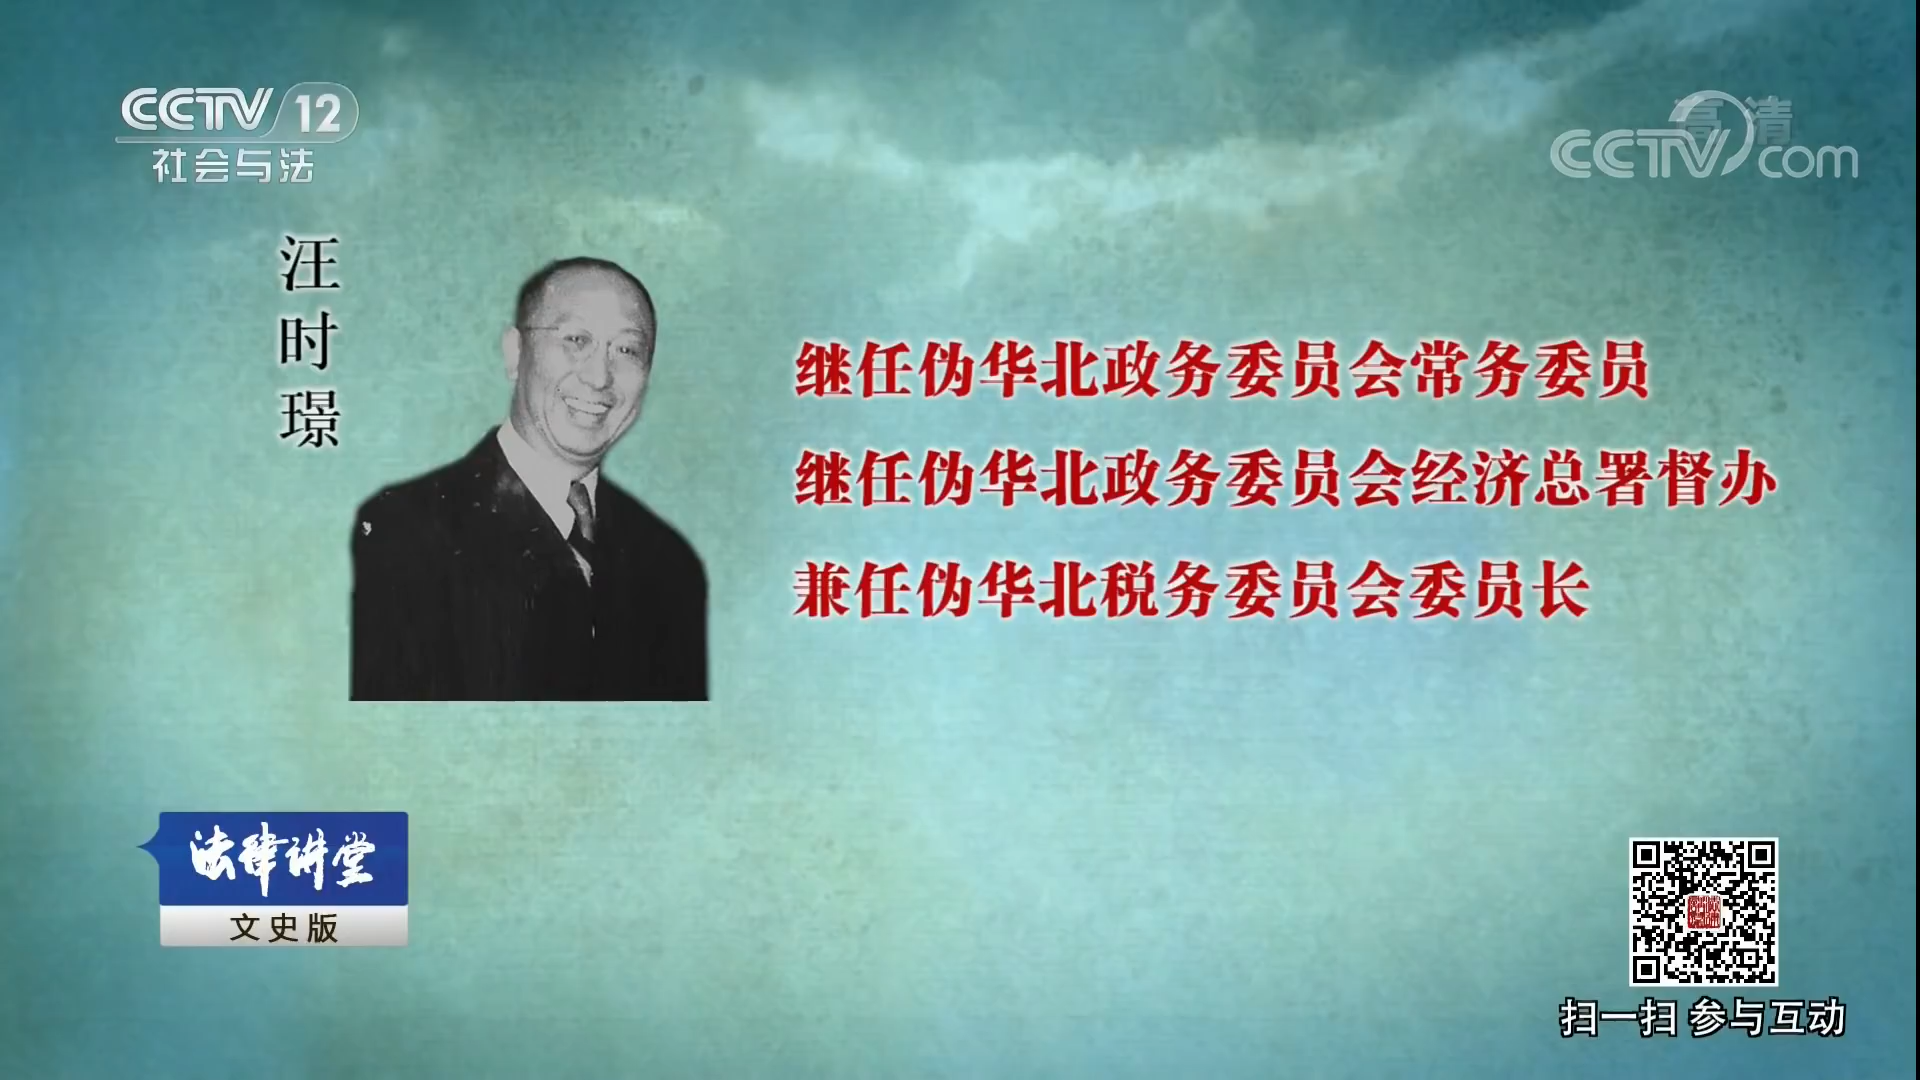 CCTV 12
社会与法
高清
CCTV.com
汪时璟
继任伪华北政务委员会常务委员
继任伪华北政务委员会经济总署督办
兼任伪华北税务委员会委员长
法律讲堂
文史版
扫一扫 参与互动